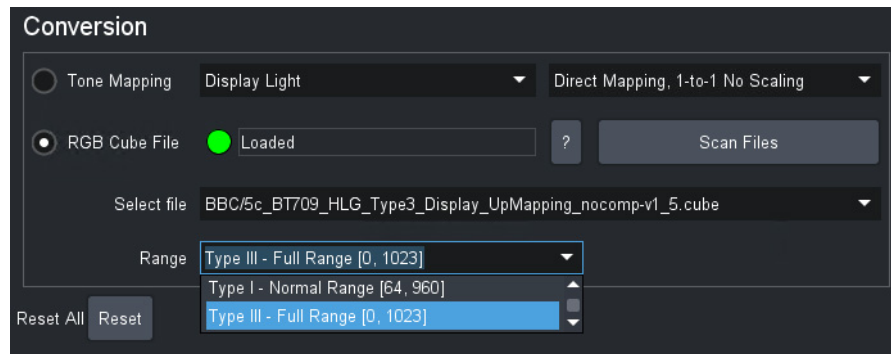 Conversion
Tone Mapping Display Light Direct Mapping, 1-to-1 No Scaling
RGB Cube File Loaded ? Scan Files
Select file BBC/5c_BT709_HLG_Type3_Display_UpMapping_nocomp-v1_5.cube
Range Type III - Full Range [0, 1023]
Type I - Normal Range [64, 960]
Reset All Reset Type III - Full Range [0, 1023]